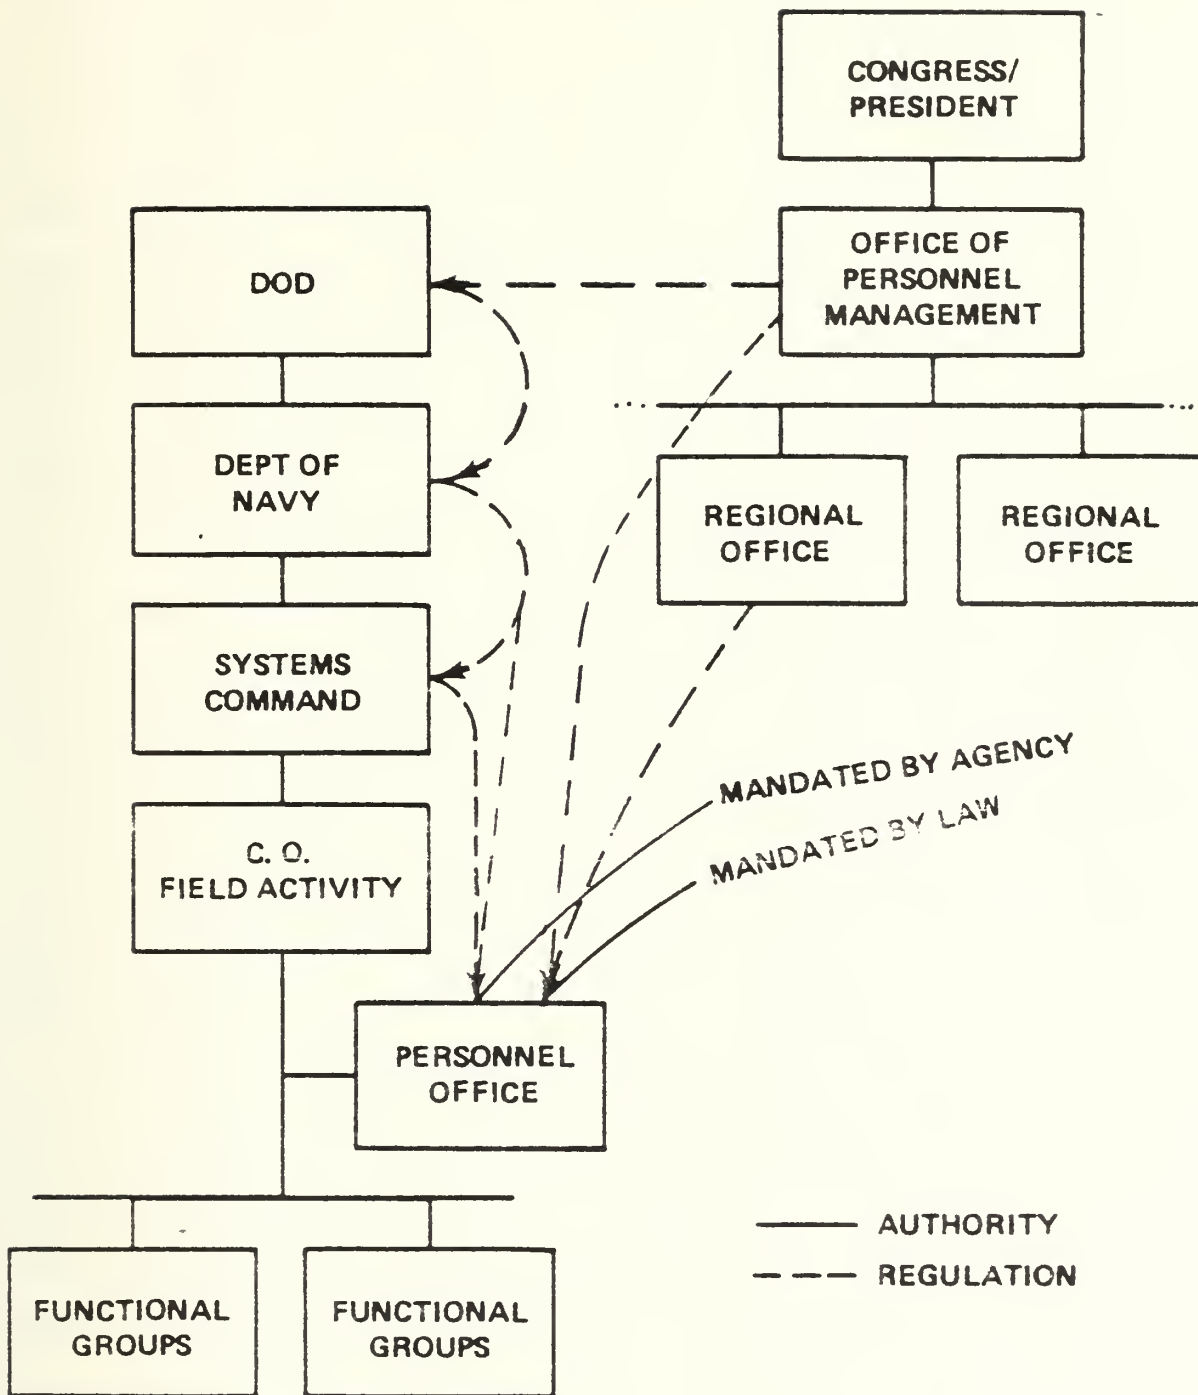 CONGRESS/
PRESIDENT
OFFICE OF
PERSONNEL
MANAGEMENT
DOD
DEPT OF
NAVY
REGIONAL
OFFICE
REGIONAL
OFFICE
SYSTEMS
COMMAND
MANDATED BY AGENCY
MANDATED BY LAW
C. O.
FIELD ACTIVITY
PERSONNEL
OFFICE
AUTHORITY
REGULATION
FUNCTIONAL
GROUPS
FUNCTIONAL
GROUPS